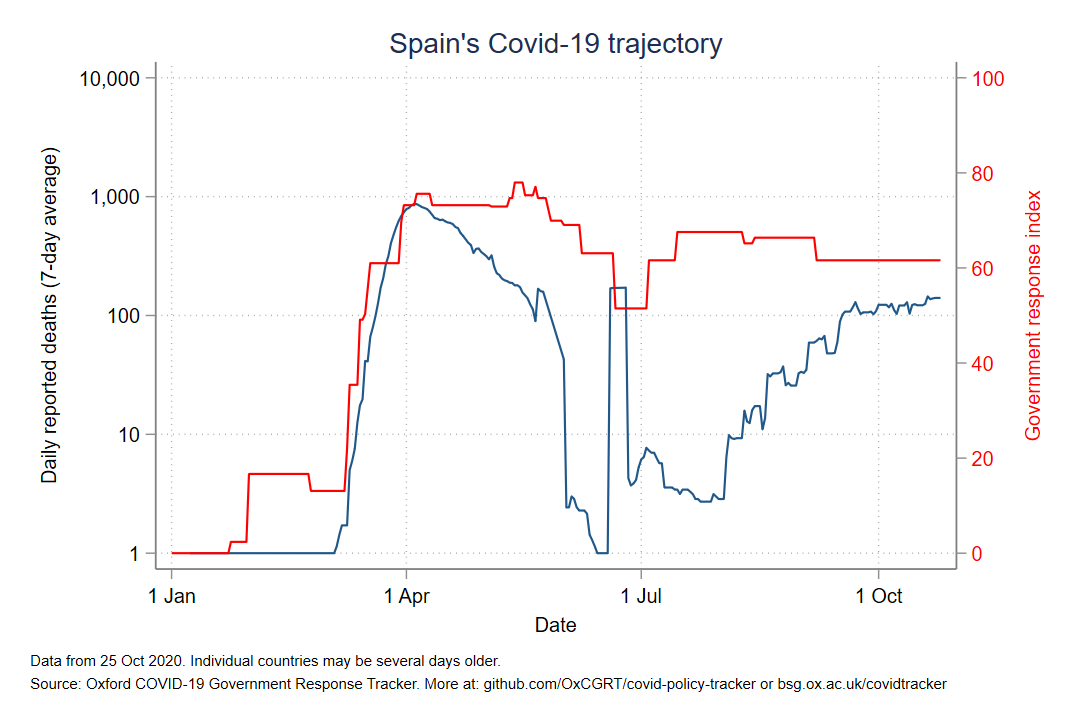 Spain's Covid-19 trajectory
10,000
1,000
100
10
1
Daily reported deaths (7-day average)
100
80
60
40
20
0
Government response index
1 Jan
1 Apr
1 Jul
1 Oct
Date
Data from 25 Oct 2020. Individual countries may be several days older.
Source: Oxford COVID-19 Government Response Tracker. More at: github.com/OxCGRT/covid-policy-tracker or bsg.ox.ac.uk/covidtracker